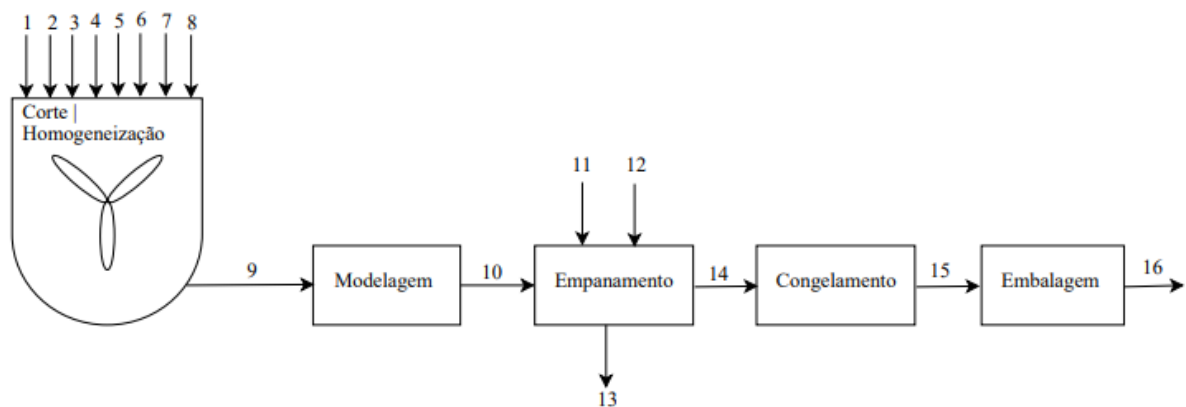 1 2 3 4 5 6 7 8
Corte |
Homogeneização
11 12
9
Modelagem
10
Empanamento
14
Congelamento
15
Embalagem
16
13